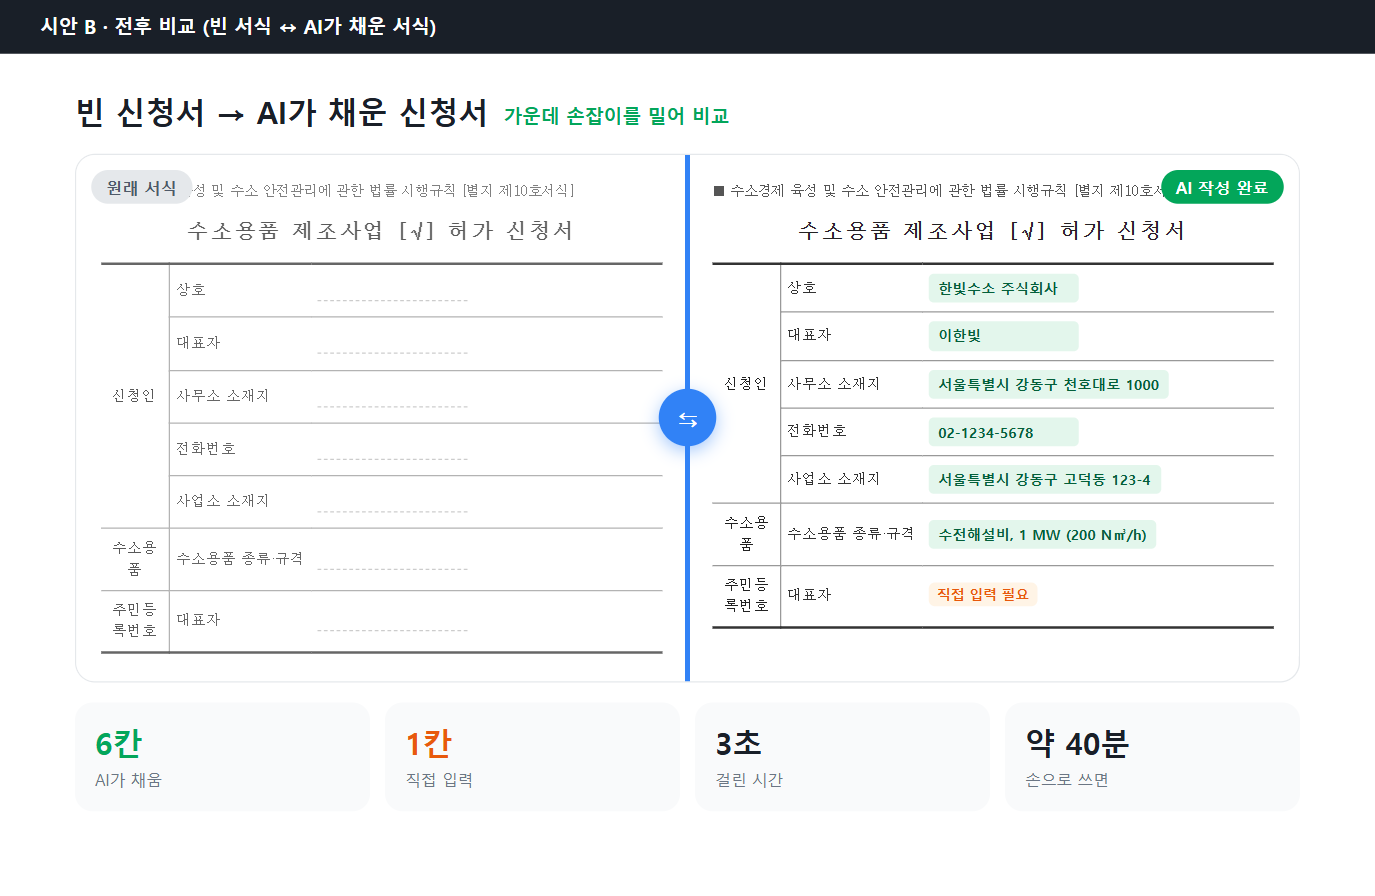 시안 B · 전후 비교 (빈 서식 ↔ AI가 채운 서식)
빈 신청서 → AI가 채운 신청서 가운데 손잡이를 밀어 비교
원래 서식
성 및 수소 안전관리에 관한 법률 시행규칙 [별지 제10호서식]
수소용품 제조사업 [√] 허가 신청서
신청인
상호
대표자
사무소 소재지
전화번호
사업소 소재지
수소용
품
수소용품 종류·규격
주민등
록번호
대표자
AI 작성 완료
■ 수소경제 육성 및 수소 안전관리에 관한 법률 시행규칙 [별지 제10호서
수소용품 제조사업 [√] 허가 신청서
신청인
상호 한빛수소 주식회사
대표자 이한빛
사무소 소재지 서울특별시 강동구 천호대로 1000
전화번호 02-1234-5678
사업소 소재지 서울특별시 강동구 고덕동 123-4
수소용
품
수소용품 종류·규격 수전해설비, 1 MW (200 N㎥/h)
주민등
록번호
대표자 직접 입력 필요
6칸
AI가 채움
1칸
직접 입력
3초
걸린 시간
약 40분
손으로 쓰면